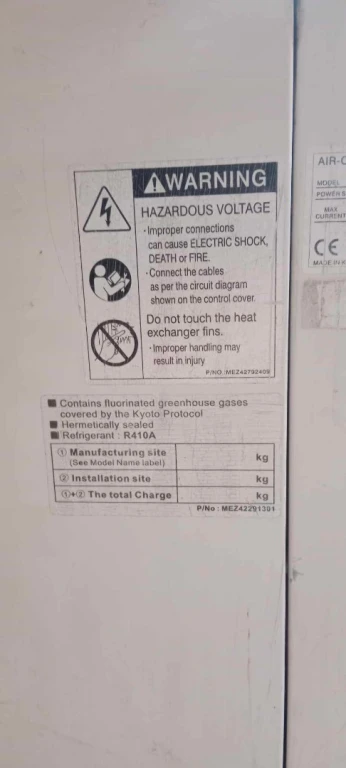 WARNING
HAZARDOUS VOLTAGE
·Improper connections
can cause ELECTRIC SHOCK,
DEATH or FIRE.
·Connect the cables
as per the circuit diagram
shown on the control cover.
Do not touch the heat
exchanger fins.
·Improper handling may
result in injury
P/NO :
■ Contains fluorinated greenhouse gases
covered by the Kyoto Protocol
■ Hermetically sealed
■ Refrigerant : R410A
① Manufacturing site
(See Model Name label)
kg
② Installation site
kg
①+② The total Charge
kg
P/No : MEZ42291301
AIR-C
MODEL
POWER S
MAX
CURRENT
CE
MADE IN K